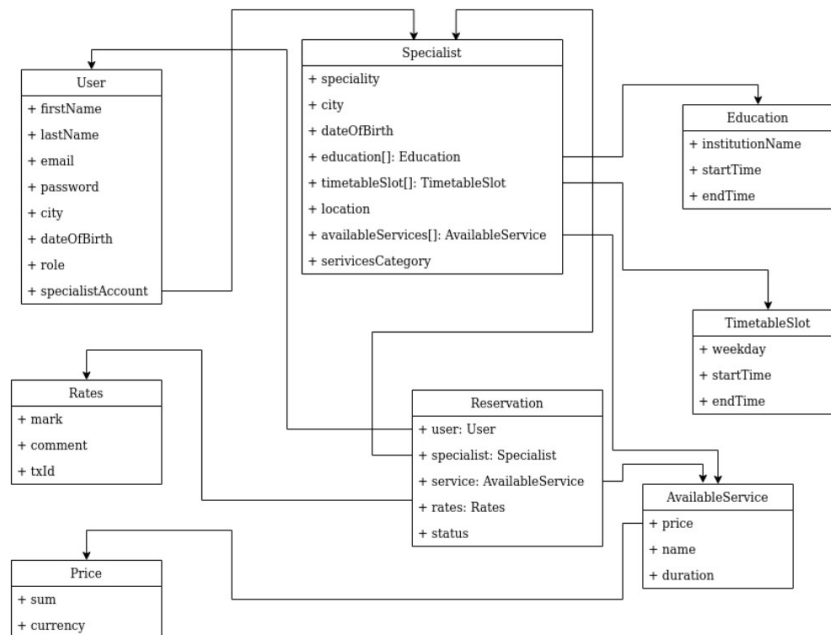 User
+ firstName
+ lastName
+ email
+ password
+ city
+ dateOfBirth
+ role
+ specialistAccount
Specialist
+ speciality
+ city
+ dateOfBirth
+ education[]: Education
+ timetableSlot[]: TimetableSlot
+ location
+ availableServices[]: AvailableService
+ serivicesCategory
Education
+ institutionName
+ startTime
+ endTime
TimetableSlot
+ weekday
+ startTime
+ endTime
Rates
+ mark
+ comment
+ txId
Reservation
+ user: User
+ specialist: Specialist
+ service: AvailableService
+ rates: Rates
+ status
AvailableService
+ price
+ name
+ duration
Price
+ sum
+ currency